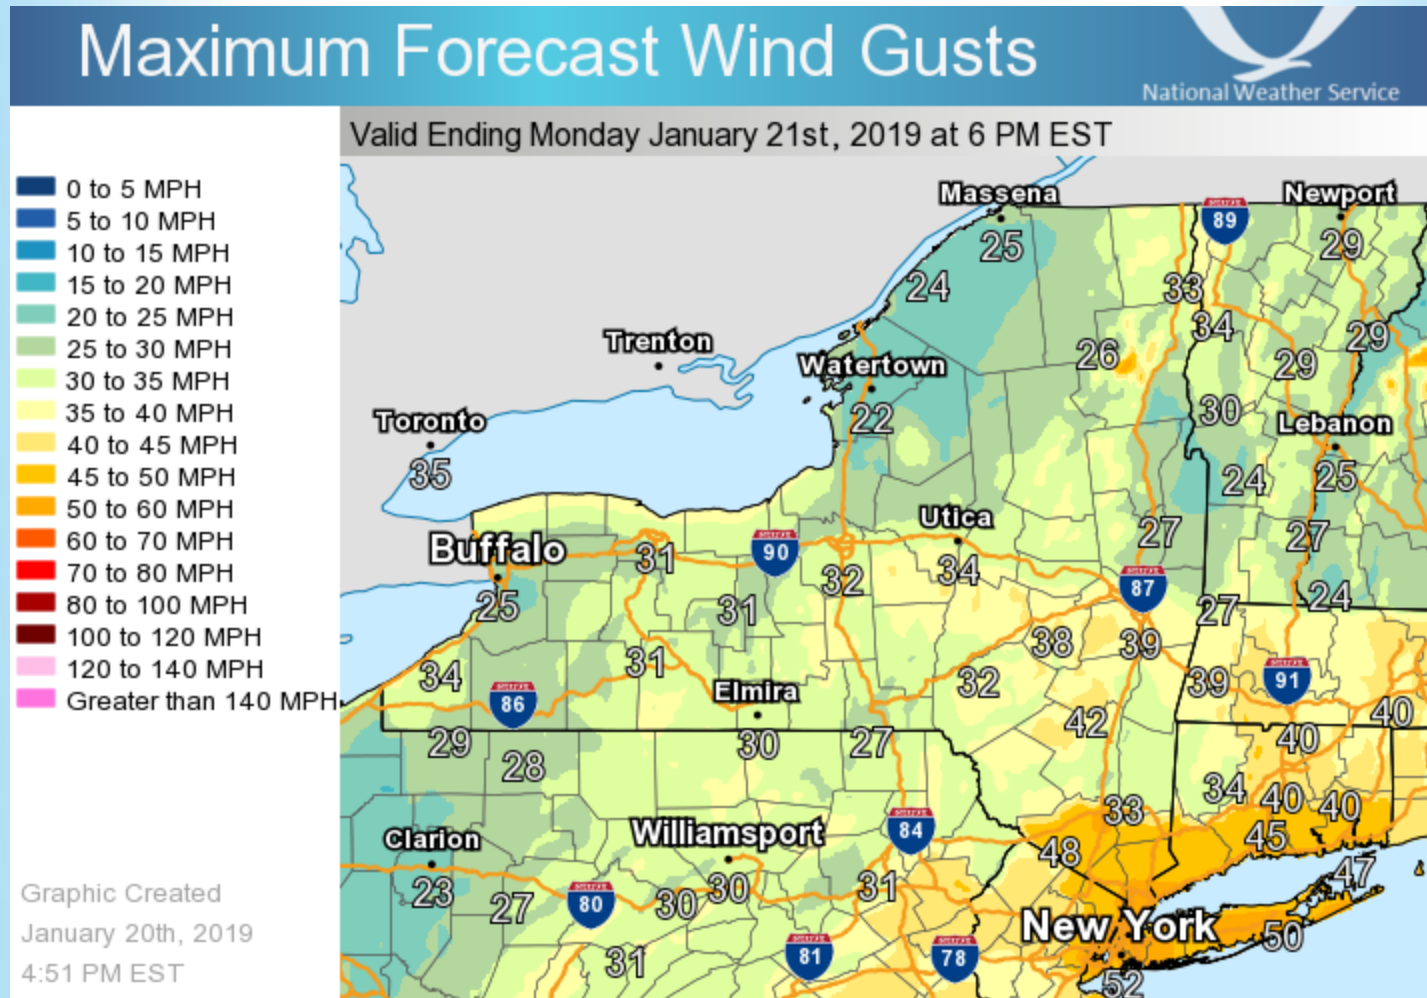 Maximum Forecast Wind Gusts
National Weather Service
Valid Ending Monday January 21st, 2019 at 6 PM EST
0 to 5 MPH
5 to 10 MPH
10 to 15 MPH
15 to 20 MPH
20 to 25 MPH
25 to 30 MPH
30 to 35 MPH
35 to 40 MPH
40 to 45 MPH
45 to 50 MPH
50 to 60 MPH
60 to 70 MPH
70 to 80 MPH
80 to 100 MPH
100 to 120 MPH
120 to 140 MPH
Greater than 140 MPH
Graphic Created
January 20th, 2019
4:51 PM EST
Massena
25
89
Newport
29
24
33
34
29
Trenton
26
29
Watertown
22
30
Toronto
35
Lebanon
25
24
Utica
34
27
27
Buffalo
25
31
90
32
87
31
27
24
38
39
34
31
32
39
91
86
Elmira
30
42
40
29
27
40
28
34
40
40
33
Clarion
23
Williamsport
30
84
45
48
47
27
80
30
31
New York
52
50
31
81
78